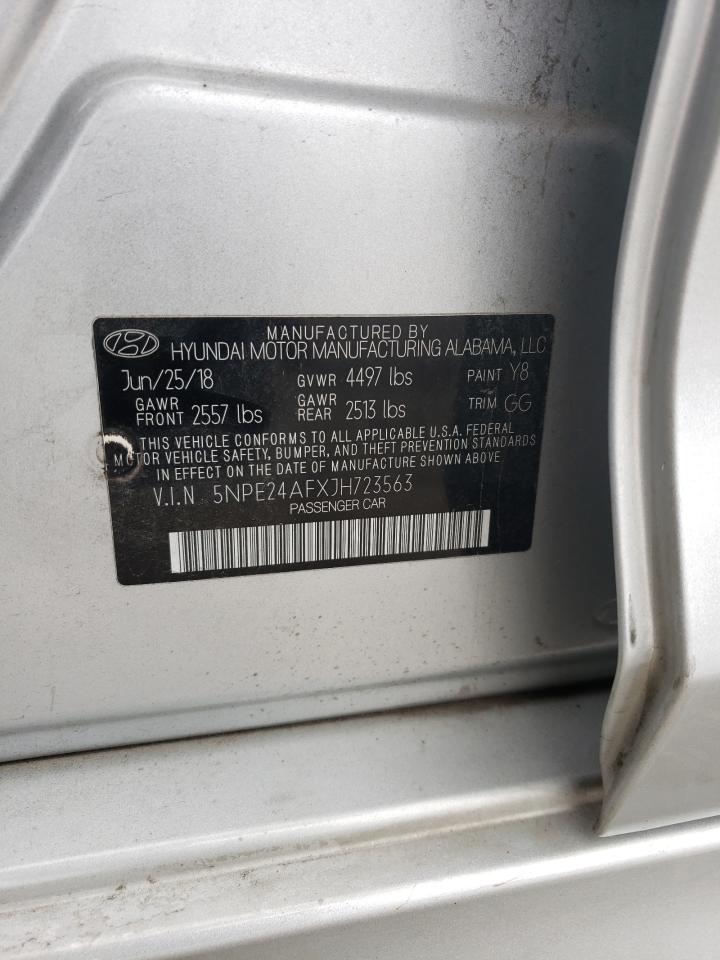 MANUFACTURED BY
HYUNDAI MOTOR MANUFACTURING ALABAMA, LLC
Jun/25/18 GVWR 4497 lbs PAINT Y8
GAWR FRONT 2557 lbs GAWR REAR 2513 lbs TRIM GG
THIS VEHICLE CONFORMS TO ALL APPLICABLE U.S.A. FEDERAL
MOTOR VEHICLE SAFETY, BUMPER, AND THEFT PREVENTION STANDARDS
IN EFFECT ON THE DATE OF MANUFACTURE SHOWN ABOVE.
V.I.N 5NPE24AFXJH723563
PASSENGER CAR